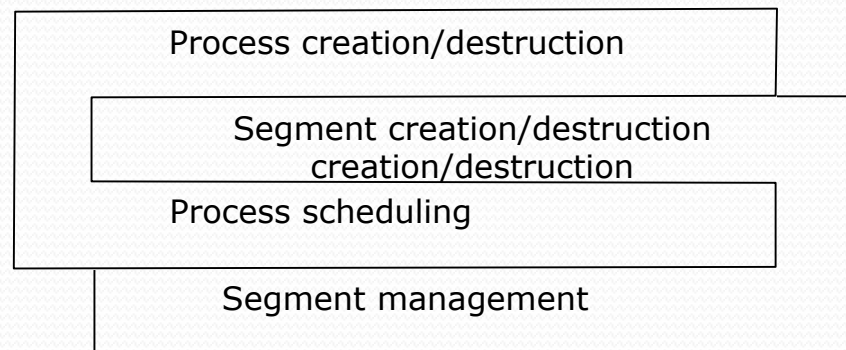 Process creation/destruction
Segment creation/destruction
creation/destruction
Process scheduling
Segment management